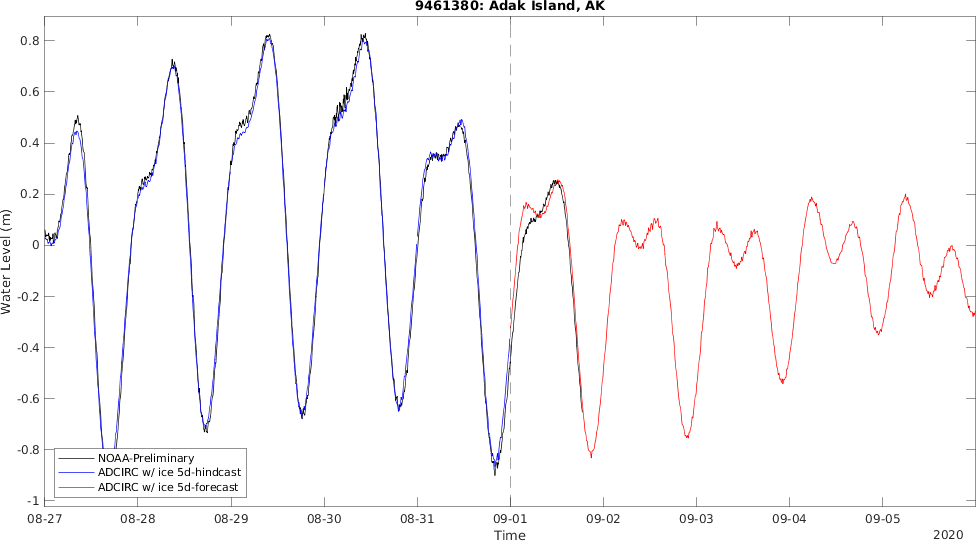 9461380: Adak Island, AK
Water Level (m)
0.8
0.6
0.4
0.2
0
-0.2
-0.4
-0.6
-0.8
-1
NOAA-Preliminary
ADCIRC w/ ice 5d-hindcast
ADCIRC w/ ice 5d-forecast
08-27 08-28 08-29 08-30 08-31 09-01 09-02 09-03 09-04 09-05
Time
2020